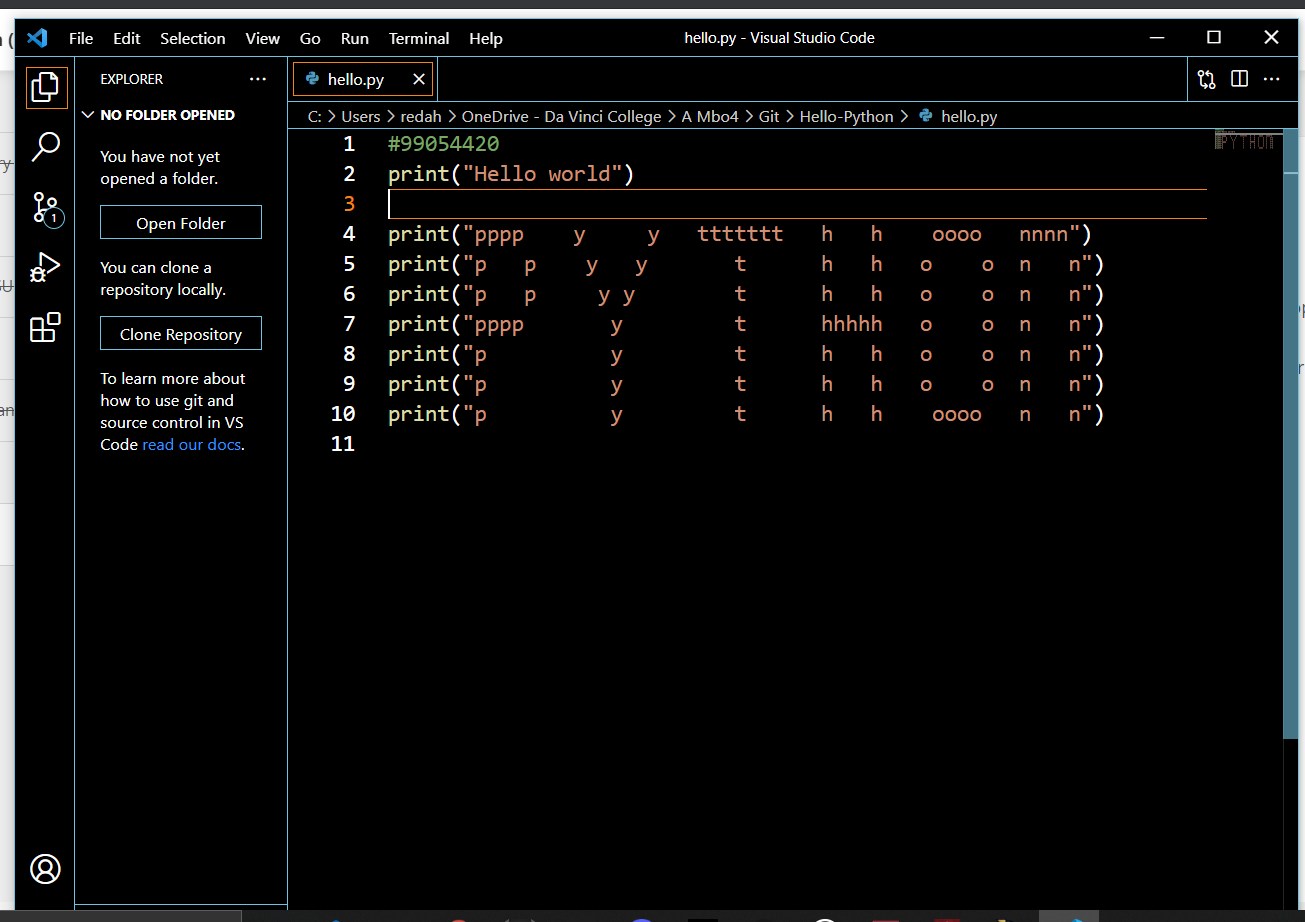 File Edit Selection View Go Run Terminal Help hello.py - Visual Studio Code
EXPLORER ···
hello.py
NO FOLDER OPENED
You have not yet
opened a folder.
Open Folder
You can clone a
repository locally.
Clone Repository
To learn more about
how to use git and
source control in VS
Code read our docs.
1
C: > Users > redah > OneDrive - Da Vinci College > A Mbo4 > Git > Hello-Python > hello.py
1 #99054420
2 print("Hello world")
3
4 print("pppp    y     y   ttttttt   h   h    oooo   nnnn")
5 print("p   p    y   y       t      h   h   o    o  n   n")
6 print("p   p     y y        t      h   h   o    o  n   n")
7 print("pppp       y         t      hhhhh   o    o  n   n")
8 print("p          y         t      h   h   o    o  n   n")
9 print("p          y         t      h   h   o    o  n   n")
10 print("p          y         t      h   h    oooo   n   n")
11